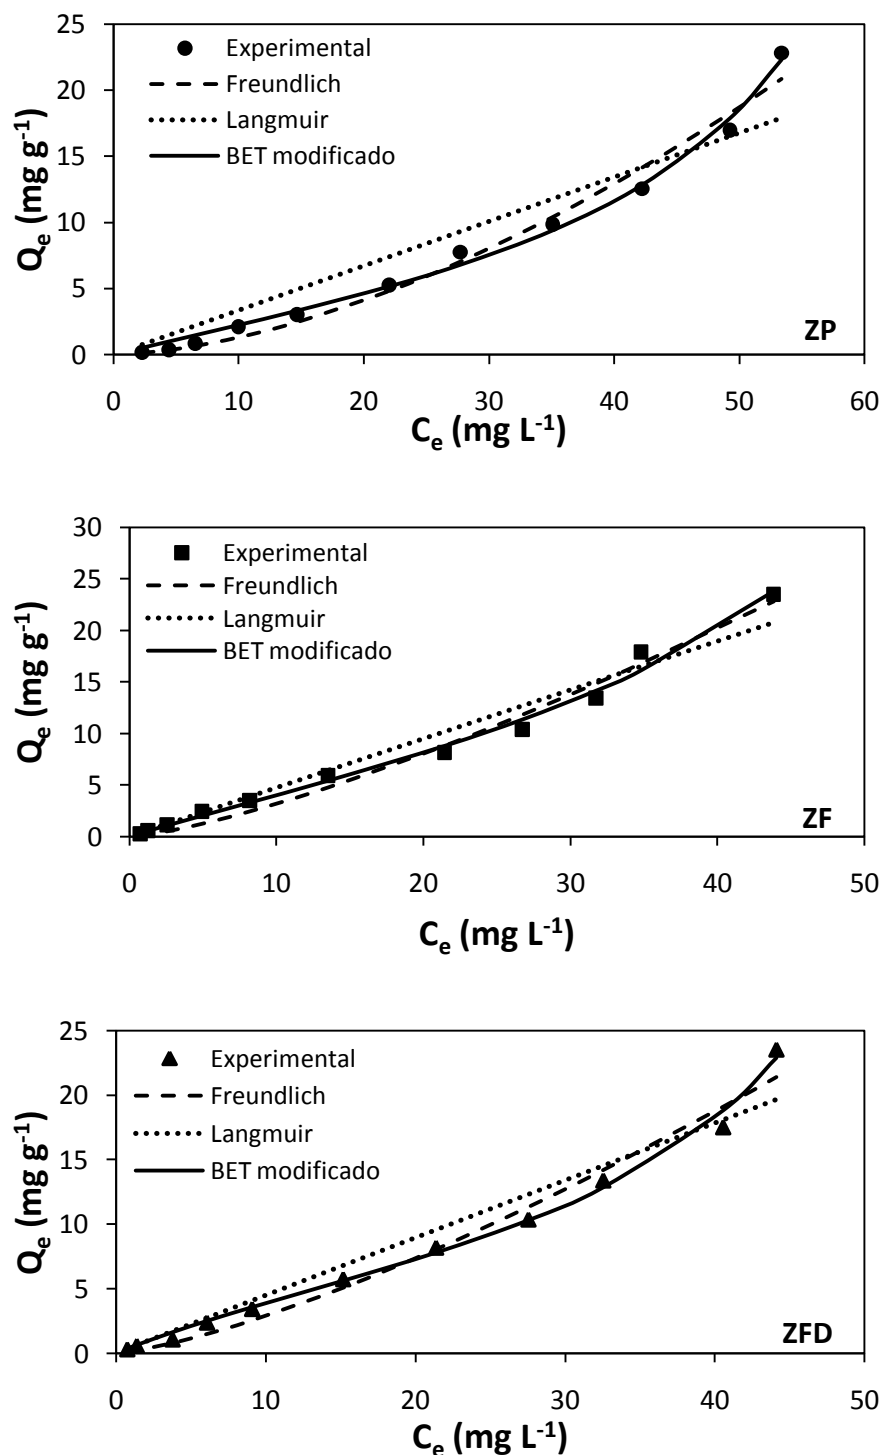 25
20
15
10
5
0
Qe (mg g-1)
Experimental
Freundlich
Langmuir
BET modificado
ZP
0 10 20 30 40 50 60
Ce (mg L-1)
30
25
20
15
10
5
0
Qe (mg g-1)
Experimental
Freundlich
Langmuir
BET modificado
ZF
0 10 20 30 40 50
Ce (mg L-1)
25
20
15
10
5
0
Qe (mg g-1)
Experimental
Freundlich
Langmuir
BET modificado
ZFD
0 10 20 30 40 50
Ce (mg L-1)